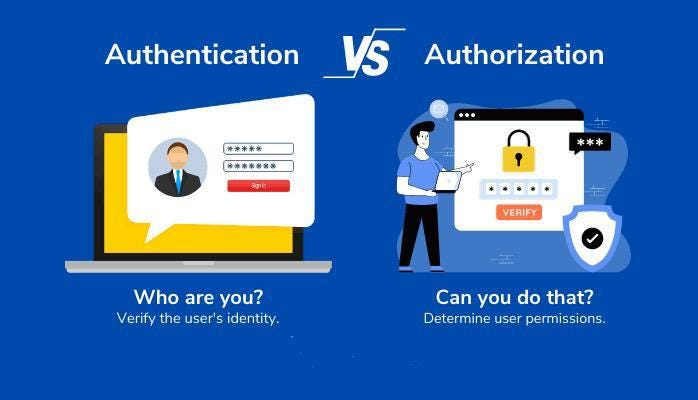 Authentication
VS
Authorization
*****
*******
Sign in
***
*****
VERIFY
Who are you?
Verify the user's identity.
Can you do that?
Determine user permissions.